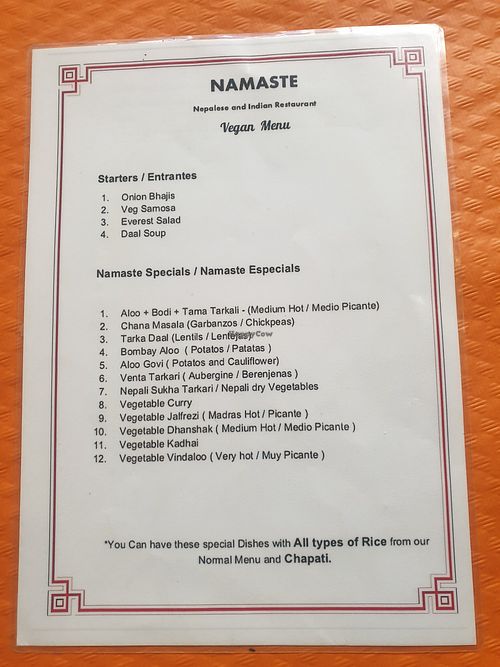 NAMASTE
Nepalese and Indian Restaurant
Vegan Menu
Starters / Entrantes
1. Onion Bhajis
2. Veg Samosa
3. Everest Salad
4. Daal Soup
Namaste Specials / Namaste Especials
1. Aloo + Bodi + Tama Tarkali - (Medium Hot / Medio Picante)
2. Chana Masala (Garbanzos / Chickpeas)
3. Tarka Daal (Lentils / Lentejas)
HappyCow
4. Bombay Aloo ( Potatos / Patatas )
5. Aloo Govi ( Potatos and Cauliflower)
6. Venta Tarkari ( Aubergine / Berenjenas )
7. Nepali Sukha Tarkari / Nepali dry Vegetables
8. Vegetable Curry
9. Vegetable Jalfrezi ( Madras Hot / Picante )
10. Vegetable Dhanshak ( Medium Hot / Medio Picante )
11. Vegetable Kadhai
12. Vegetable Vindaloo ( Very hot / Muy Picante )
*You Can have these special Dishes with All types of Rice from our
Normal Menu and Chapati.